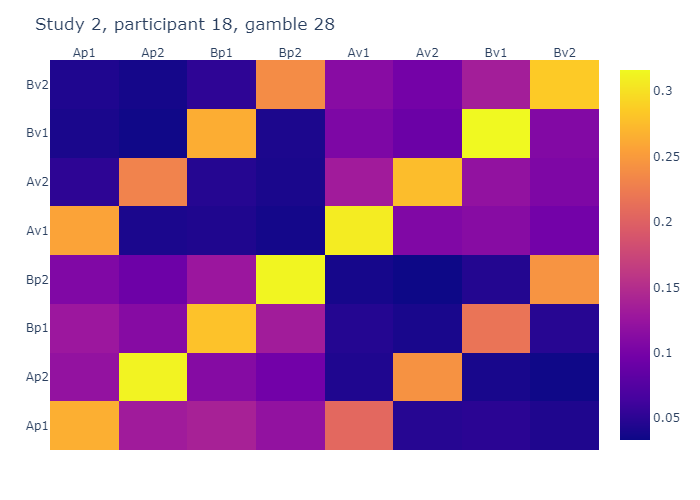 Study 2, participant 18, gamble 28
Ap1 Ap2 Bp1 Bp2 Av1 Av2 Bv1 Bv2
Bv2
Bv1
Av2
Av1
Bp2
Bp1
Ap2
Ap1
0.3
0.25
0.2
0.15
0.1
0.05